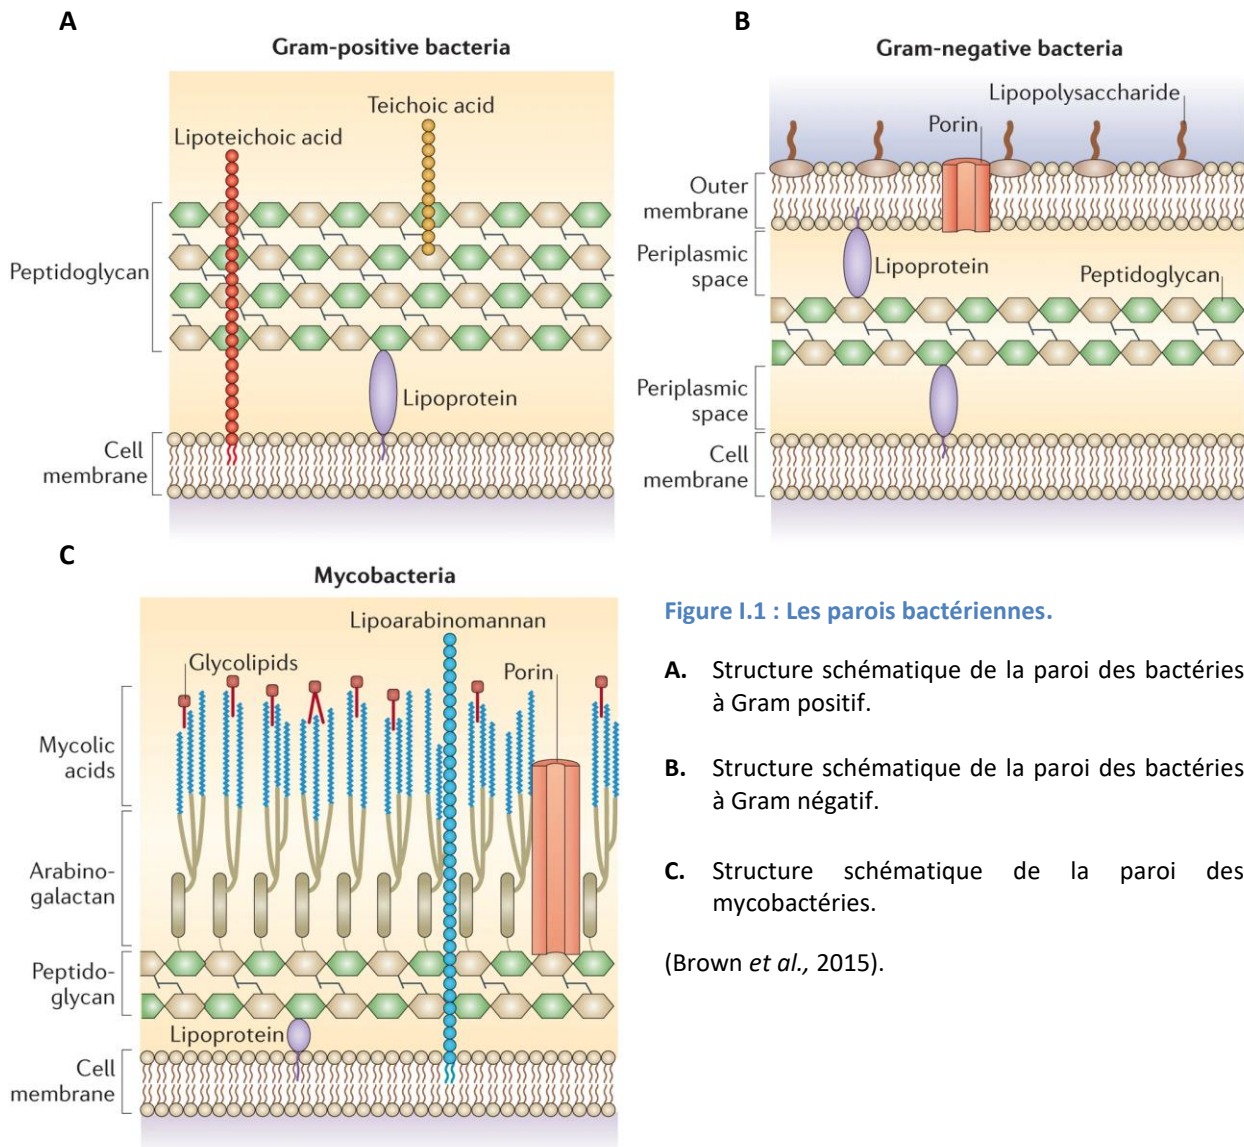 A
Gram-positive bacteria
Teichoic acid
Lipoteichoic acid
Peptidoglycan
Lipoprotein
Cell
membrane
B
Gram-negative bacteria
Lipopolysaccharide
Porin
Outer
membrane
Periplasmic
space
Lipoprotein
Peptidoglycan
Periplasmic
space
Cell
membrane
C
Mycobacteria
Lipoarabinomannan
Glycolipids
Porin
Mycolic
acids
Arabino-
galactan
Peptido-
glycan
Lipoprotein
Cell
membrane
Figure I.1 : Les parois bactériennes.
A. Structure schématique de la paroi des bactéries
à Gram positif.
B. Structure schématique de la paroi des bactéries
à Gram négatif.
C. Structure schématique de la paroi des
mycobactéries.
(Brown et al., 2015).